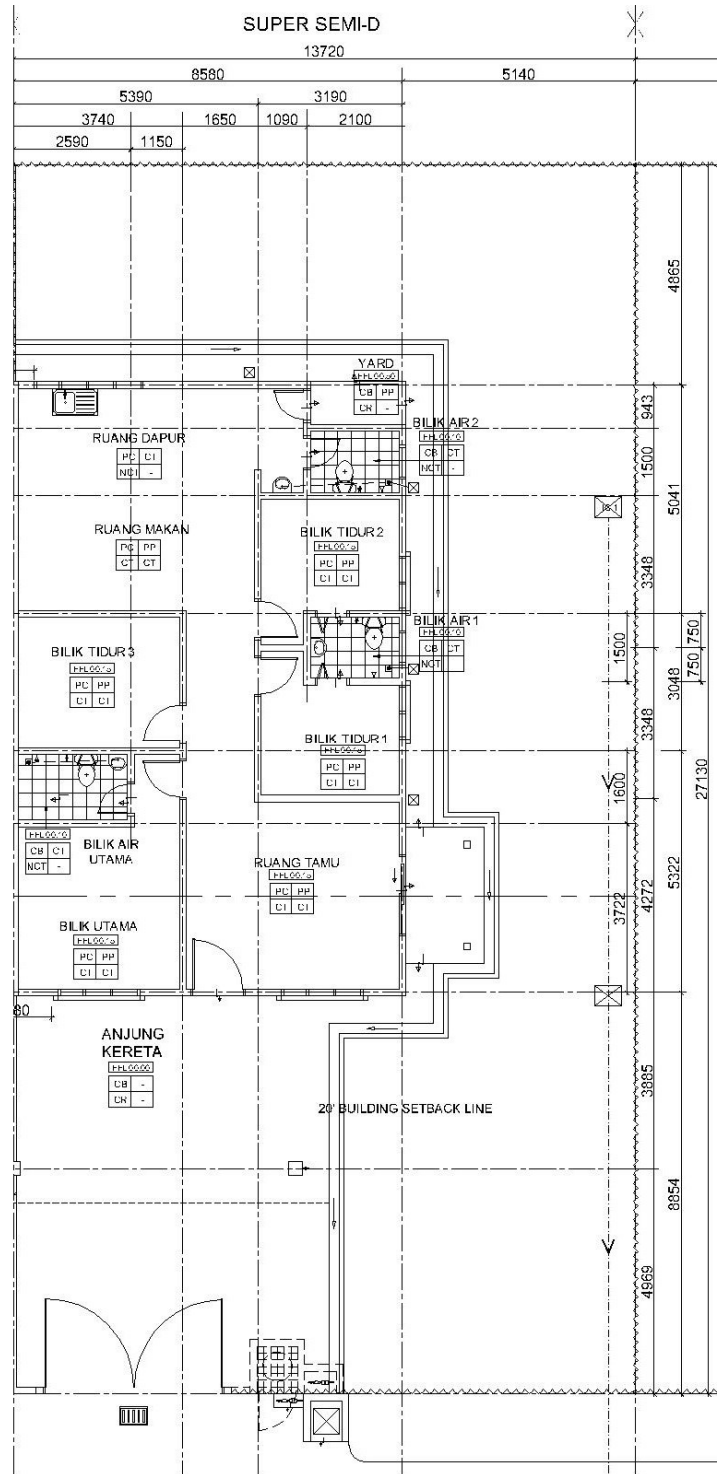 SUPER SEMI-D
13720
8580 5140
5390 3190
3740 1650 1090 2100
2590 1150
4865
YARD
CB PP
CR -
943
BILIK AIR 2
CB CT
NCT -
RUANG DAPUR
PC CT
NCT -
1500
5041
RUANG MAKAN
PC PP
CT CT
BILIK TIDUR 2
PC PP
CT CT
3348
BILIK AIR 1
CB CT
NCT -
1500
750
750
3048
BILIK TIDUR 3
PC PP
CT CT
BILIK TIDUR 1
PC PP
CT CT
3348
27130
1600
BILIK AIR
UTAMA
CB CT
NCT -
RUANG TAMU
PC PP
CT CT
3722
4272
5322
BILIK UTAMA
PC PP
CT CT
80
ANJUNG
KERETA
CB -
CR -
3885
20' BUILDING SETBACK LINE
8854
4969